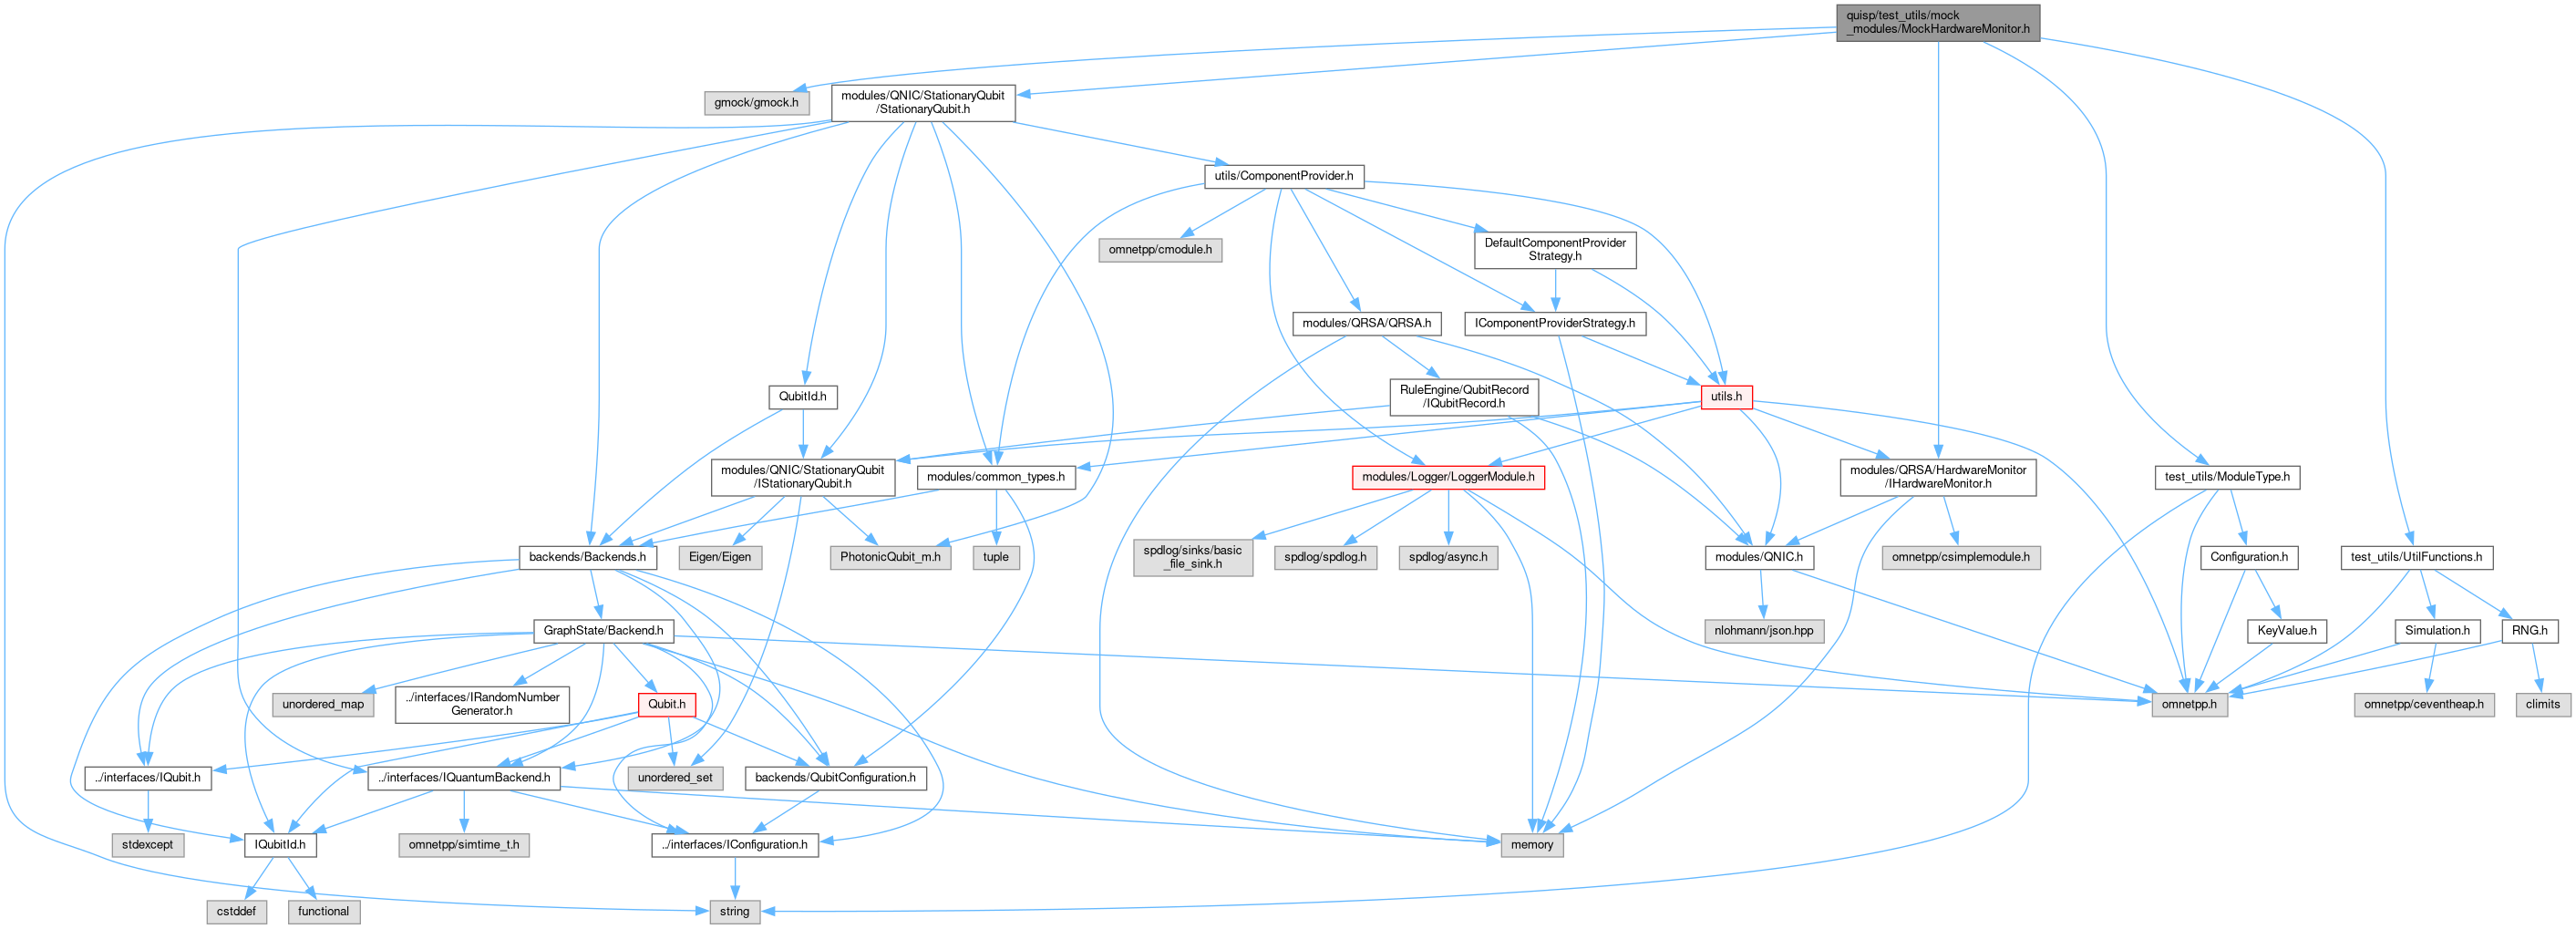 quisp/test_utils/mock
_modules/MockHardwareMonitor.h
gmock/gmock.h
modules/QNIC/StationaryQubit
/StationaryQubit.h
utils/ComponentProvider.h
omnetpp/cmodule.h
DefaultComponentProvider
Strategy.h
modules/QRSA/QRSA.h
IComponentProviderStrategy.h
QubitId.h
RuleEngine/QubitRecord
/IQubitRecord.h
utils.h
modules/QNIC/StationaryQubit
/IStationaryQubit.h
modules/common_types.h
modules/Logger/LoggerModule.h
modules/QRSA/HardwareMonitor
/IHardwareMonitor.h
test_utils/ModuleType.h
backends/Backends.h
Eigen/Eigen
PhotonicQubit_m.h
tuple
spdlog/sinks/basic
_file_sink.h
spdlog/spdlog.h
spdlog/async.h
modules/QNIC.h
omnetpp/csimplemodule.h
Configuration.h
test_utils/UtilFunctions.h
GraphState/Backend.h
nlohmann/json.hpp
KeyValue.h
Simulation.h
RNG.h
unordered_map
../interfaces/IRandomNumber
Generator.h
Qubit.h
omnetpp.h
omnetpp/ceventheap.h
climits
../interfaces/IQubit.h
../interfaces/IQuantumBackend.h
unordered_set
backends/QubitConfiguration.h
stdexcept
IQubitId.h
omnetpp/simtime_t.h
../interfaces/IConfiguration.h
memory
cstddef
functional
string